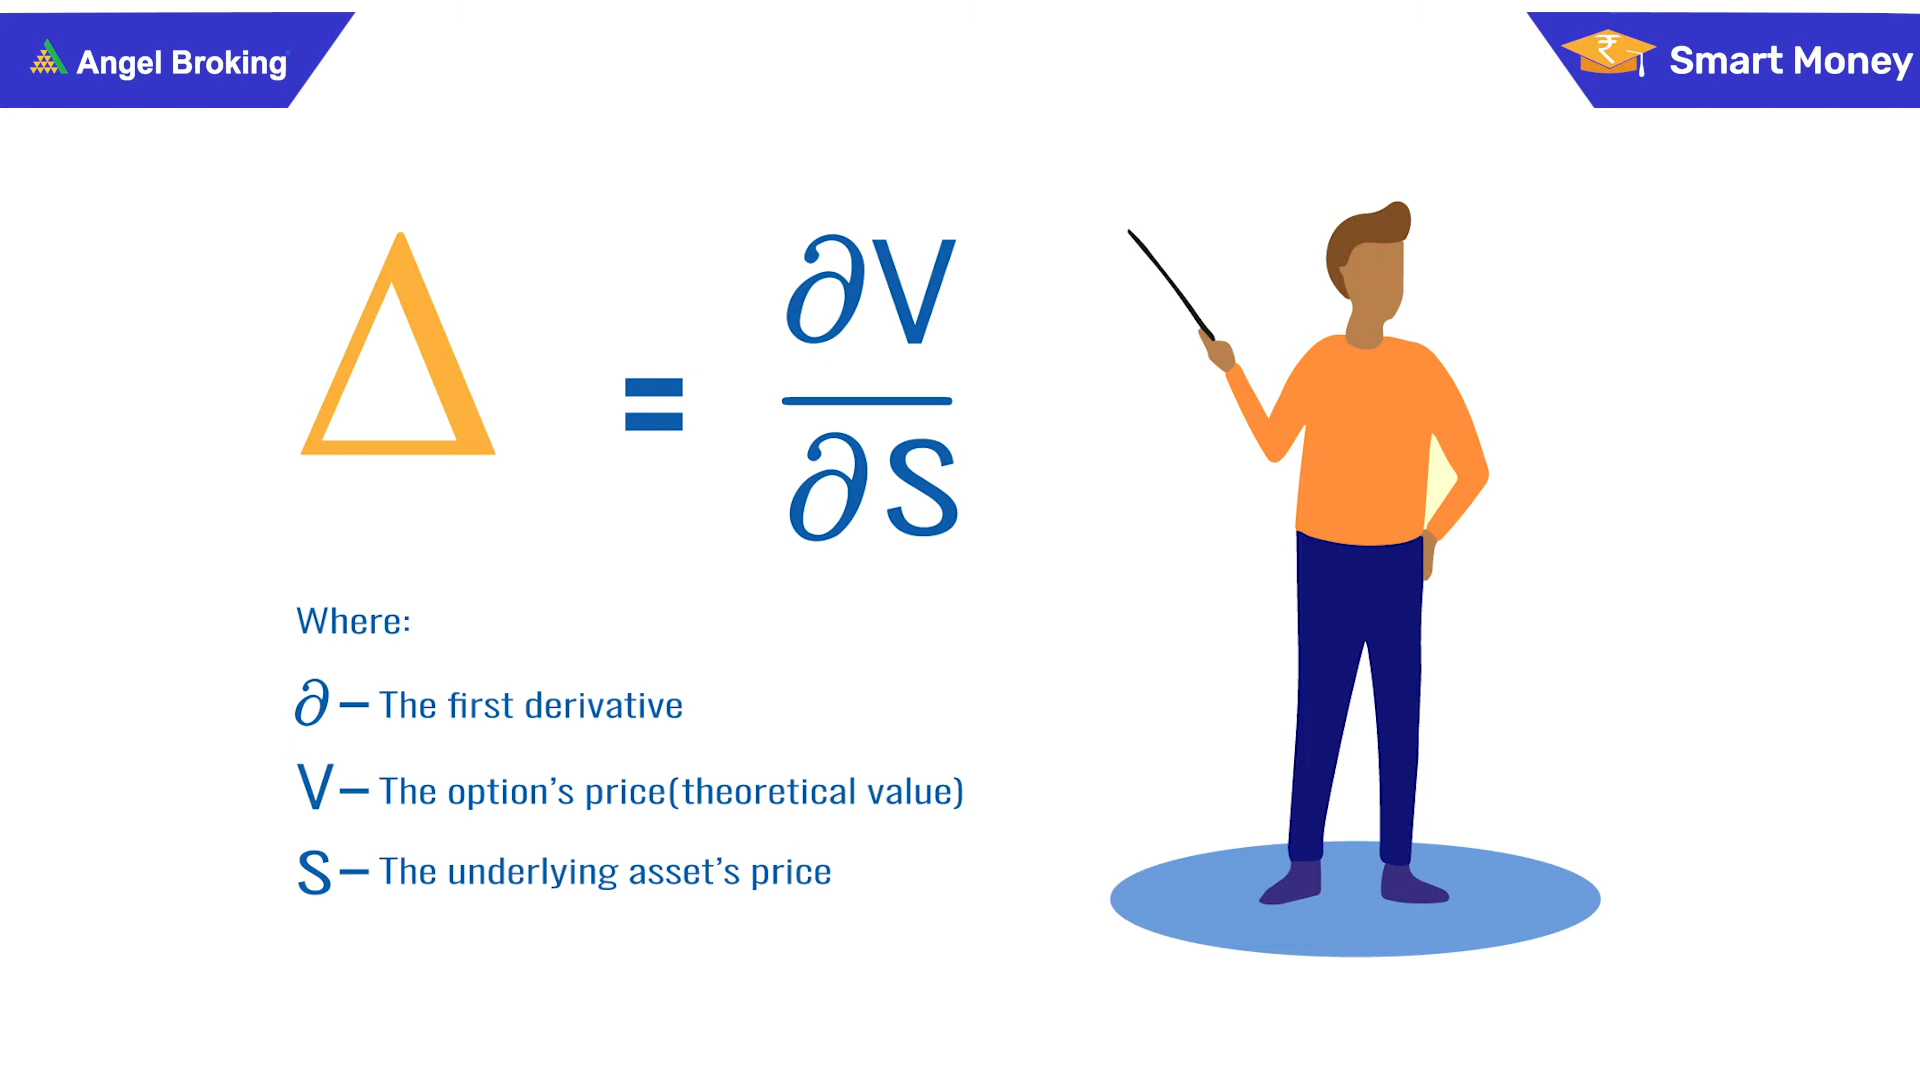 Angel Broking
Smart Money
Δ = ∂V / ∂S
Where:
∂ – The first derivative
V – The option’s price(theoretical value)
S – The underlying asset’s price